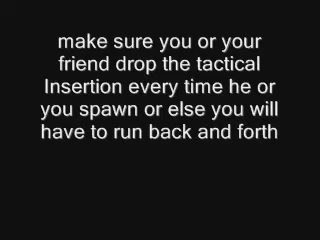 make sure you or your
friend drop the tactical
Insertion every time he or
you spawn or else you will
have to run back and forth